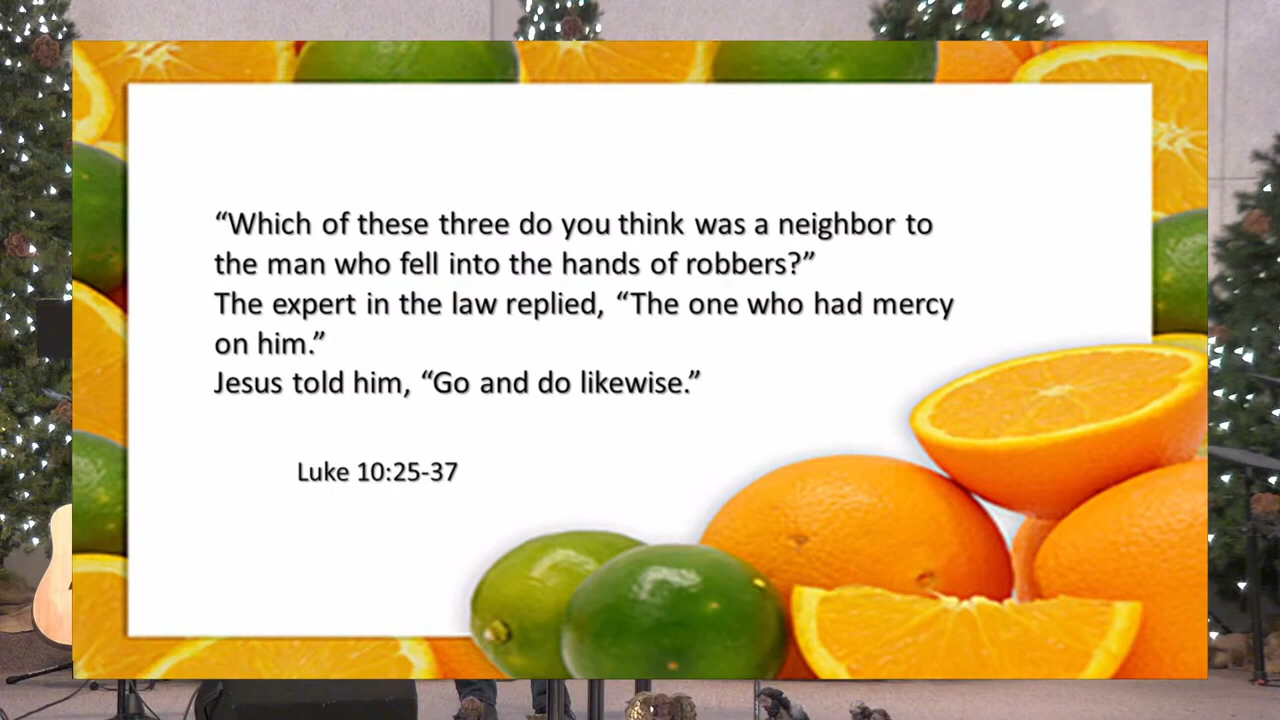 “Which of these three do you think was a neighbor to
the man who fell into the hands of robbers?”
The expert in the law replied, “The one who had mercy
on him.”
Jesus told him, “Go and do likewise.”
Luke 10:25-37